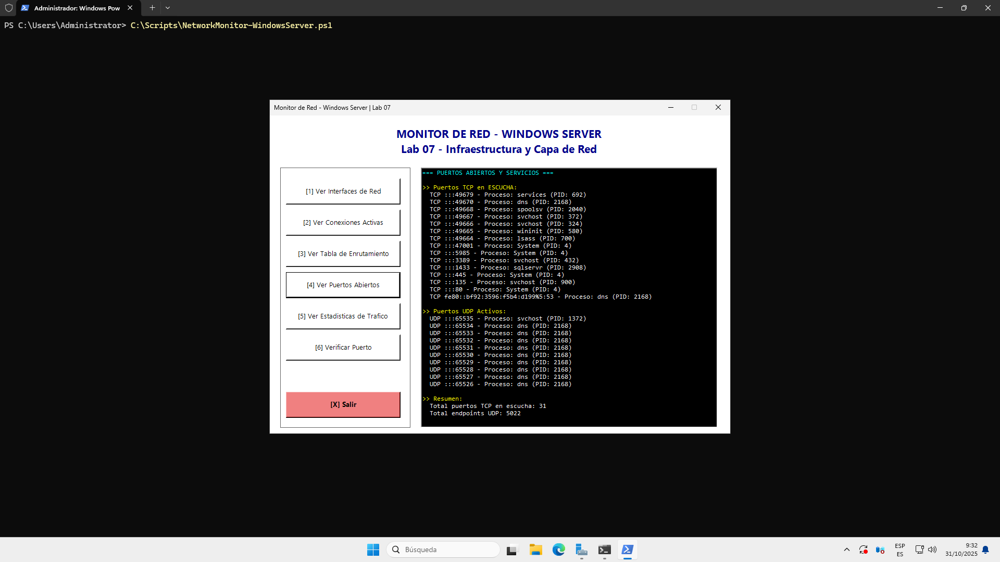 Administrador: Windows Pow
PS C:\Users\Administrator> C:\Scripts\NetworkMonitor-WindowsServer.ps1
Monitor de Red - Windows Server | Lab 07
MONITOR DE RED - WINDOWS SERVER
Lab 07 - Infraestructura y Capa de Red
[1] Ver Interfaces de Red
[2] Ver Conexiones Activas
[3] Ver Tabla de Enrutamiento
[4] Ver Puertos Abiertos
[5] Ver Estadisticas de Trafico
[6] Verificar Puerto
[X] Salir
=== PUERTOS ABIERTOS Y SERVICIOS ===
>> Puertos TCP en ESCUCHA:
TCP :::49679 - Proceso: services (PID: 692)
TCP :::49670 - Proceso: dns (PID: 2168)
TCP :::49668 - Proceso: spoolsv (PID: 2040)
TCP :::49667 - Proceso: svchost (PID: 372)
TCP :::49666 - Proceso: svchost (PID: 324)
TCP :::49665 - Proceso: wininit (PID: 580)
TCP :::49664 - Proceso: lsass (PID: 700)
TCP :::47001 - Proceso: System (PID: 4)
TCP :::5985 - Proceso: System (PID: 4)
TCP :::3389 - Proceso: svchost (PID: 432)
TCP :::1433 - Proceso: sqlservr (PID: 2908)
TCP :::445 - Proceso: System (PID: 4)
TCP :::135 - Proceso: svchost (PID: 900)
TCP :::80 - Proceso: System (PID: 4)
TCP fe80::bf92:3596:f5b4:d199%5:53 - Proceso: dns (PID: 2168)
>> Puertos UDP Activos:
UDP :::65535 - Proceso: svchost (PID: 1372)
UDP :::65534 - Proceso: dns (PID: 2168)
UDP :::65533 - Proceso: dns (PID: 2168)
UDP :::65532 - Proceso: dns (PID: 2168)
UDP :::65531 - Proceso: dns (PID: 2168)
UDP :::65530 - Proceso: dns (PID: 2168)
UDP :::65529 - Proceso: dns (PID: 2168)
UDP :::65528 - Proceso: dns (PID: 2168)
UDP :::65527 - Proceso: dns (PID: 2168)
UDP :::65526 - Proceso: dns (PID: 2168)
>> Resumen:
Total puertos TCP en escucha: 31
Total endpoints UDP: 5022
Búsqueda
ESP
ES
9:32
31/10/2025